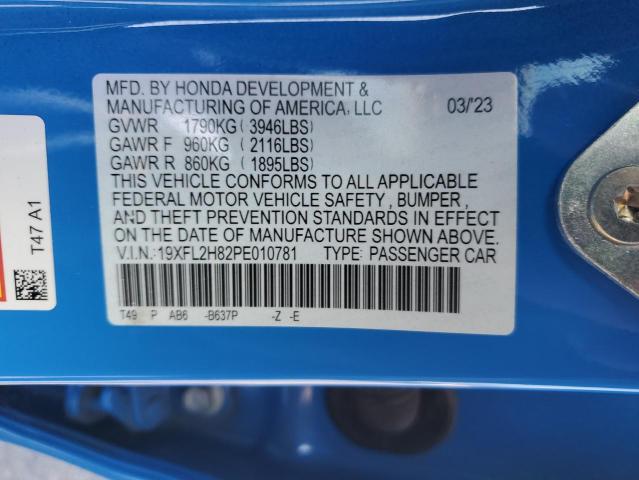 MFD. BY HONDA DEVELOPMENT &
MANUFACTURING OF AMERICA, LLC 03/'23
GVWR 1790KG (3946LBS)
GAWR F 960KG (2116LBS)
GAWR R 860KG (1895LBS)
THIS VEHICLE CONFORMS TO ALL APPLICABLE
FEDERAL MOTOR VEHICLE SAFETY, BUMPER,
AND THEFT PREVENTION STANDARDS IN EFFECT
ON THE DATE OF MANUFACTURE SHOWN ABOVE.
V.I.N.:19XFL2H82PE010781 TYPE: PASSENGER CAR
T49 P AB6 -B637P -Z -E
T47 A1